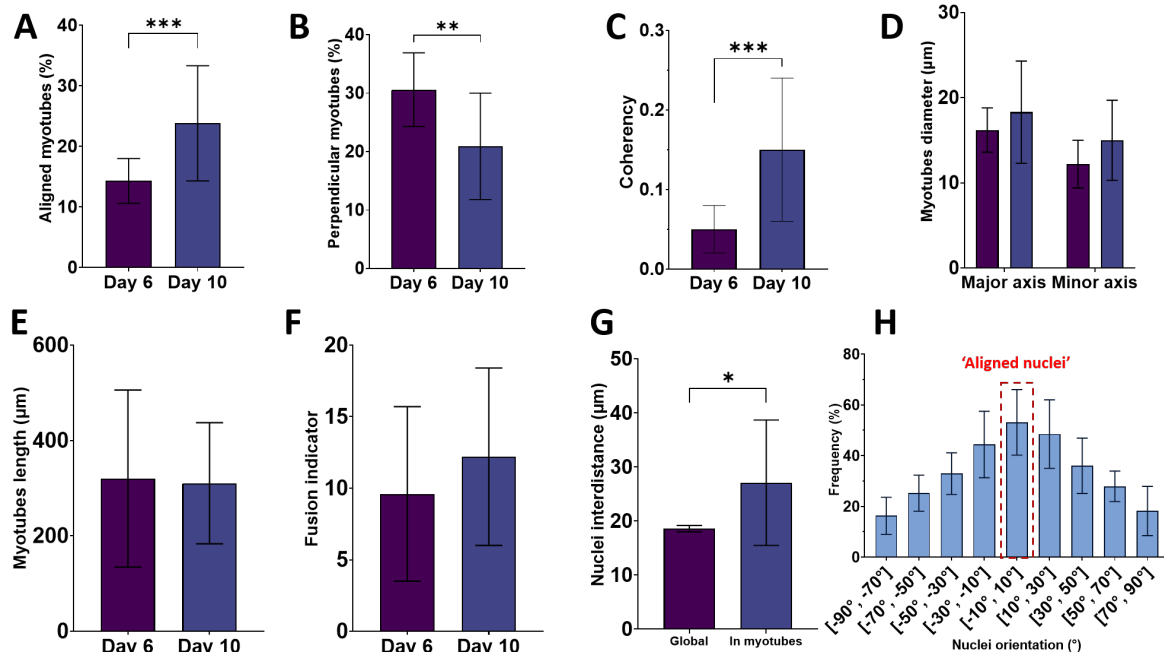 A
Aligned myotubes (%)
40
30
20
10
0
***
Day 6 Day 10
B
Perpendicular myotubes (%)
40
30
20
10
0
**
Day 6 Day 10
C
Coherency
0.3
0.2
0.1
0.0
***
Day 6 Day 10
D
Myotubes diameter (µm)
30
20
10
0
Major axis Minor axis
E
Myotubes length (µm)
600
400
200
0
Day 6 Day 10
F
Fusion indicator
20
15
10
5
0
Day 6 Day 10
G
Nuclei interdistance (µm)
50
40
30
20
10
0
*
Global In myotubes
H
'Aligned nuclei'
Frequency (%)
80
60
40
20
0
[-90°, -70°]
[-70°, -50°]
[-50°, -30°]
[-30°, -10°]
[-10°, 10°]
[10°, 30°]
[30°, 50°]
[50°, 70°]
[70°, 90°]
Nuclei orientation (°)